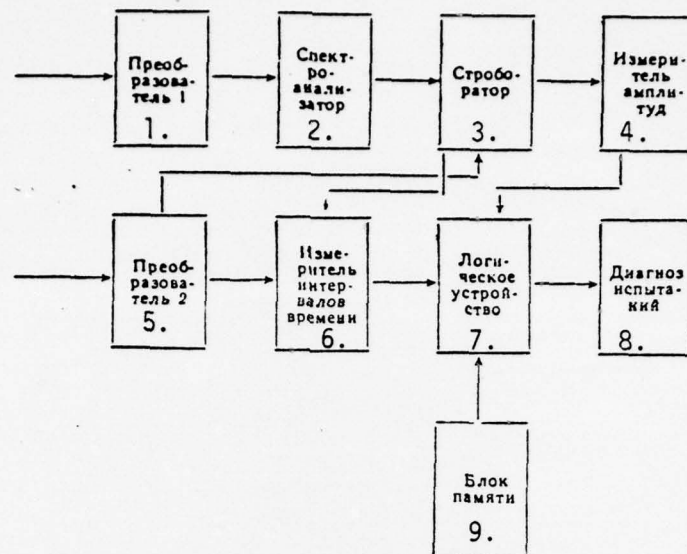 Преоб-
разова-
тель 1
1.
Спект-
ро-
анали-
затор
2.
Стробо-
ратор
3.
Измери-
тель
ампли-
туд
4.
Преоб-
разова-
тель 2
5.
Изме-
ритель
интер-
валов
времени
6.
Логи-
ческое
устрой-
ство
7.
Диагноз
испыта-
ний
8.
Блок
памяти
9.